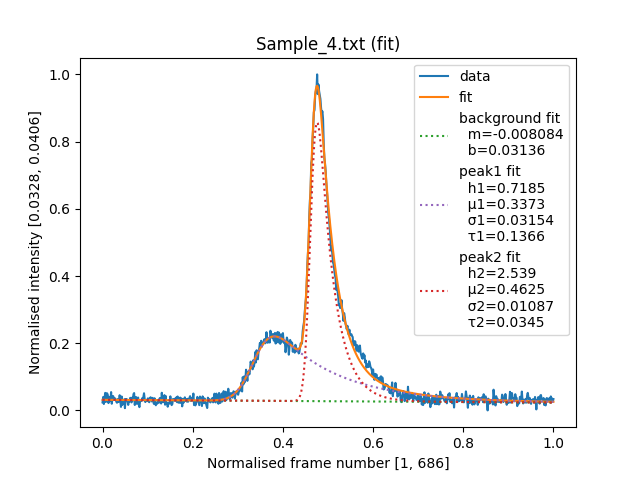 Sample_4.txt (fit)
Normalised intensity [0.0328, 0.0406]
1.0
0.8
0.6
0.4
0.2
0.0
data
fit
background fit
m=-0.008084
b=0.03136
peak1 fit
h1=0.7185
μ1=0.3373
σ1=0.03154
τ1=0.1366
peak2 fit
h2=2.539
μ2=0.4625
σ2=0.01087
τ2=0.0345
0.0 0.2 0.4 0.6 0.8 1.0
Normalised frame number [1, 686]